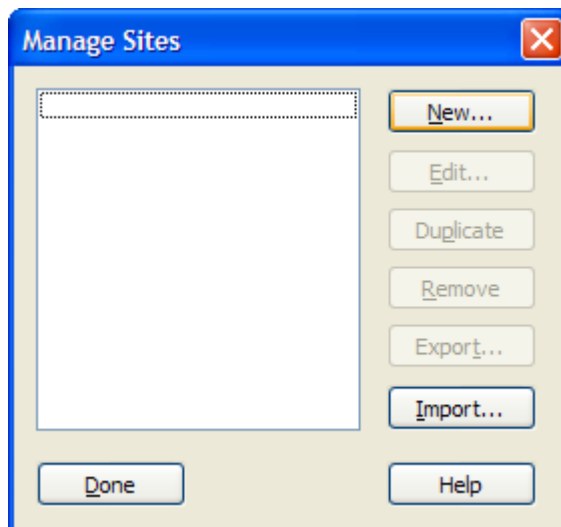 Manage Sites
New...
Edit...
Duplicate
Remove
Export...
Import...
Done
Help